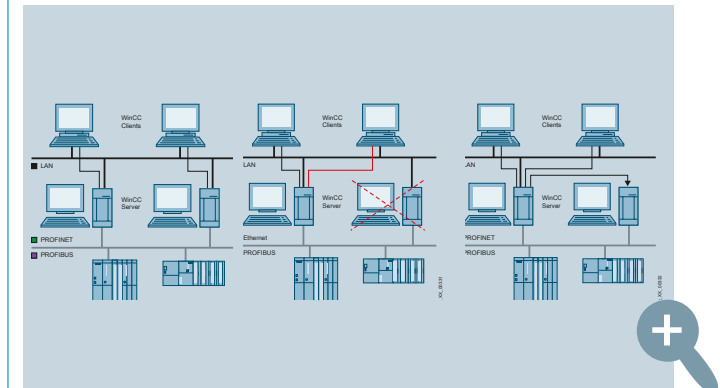 WinCC
Clients
LAN
WinCC
Server
PROFINET
PROFIBUS
WinCC
Clients
LAN
WinCC
Server
Ethernet
PROFIBUS
WinCC
Clients
AN
WinCC
Server
PROFINET
PROFIBUS